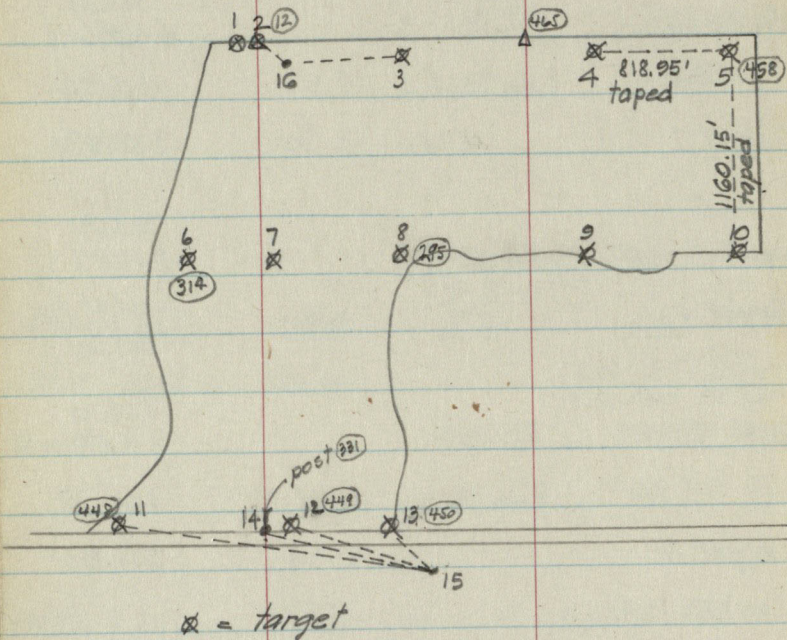 1 2 (12) (465)
16 3 4 818.95' 5 (458)
taped
1160.15'
taped
6 7 8 (295) 9 10
(314)
post (331)
(448) 11 14 12 (449) 13 (450)
15
= target